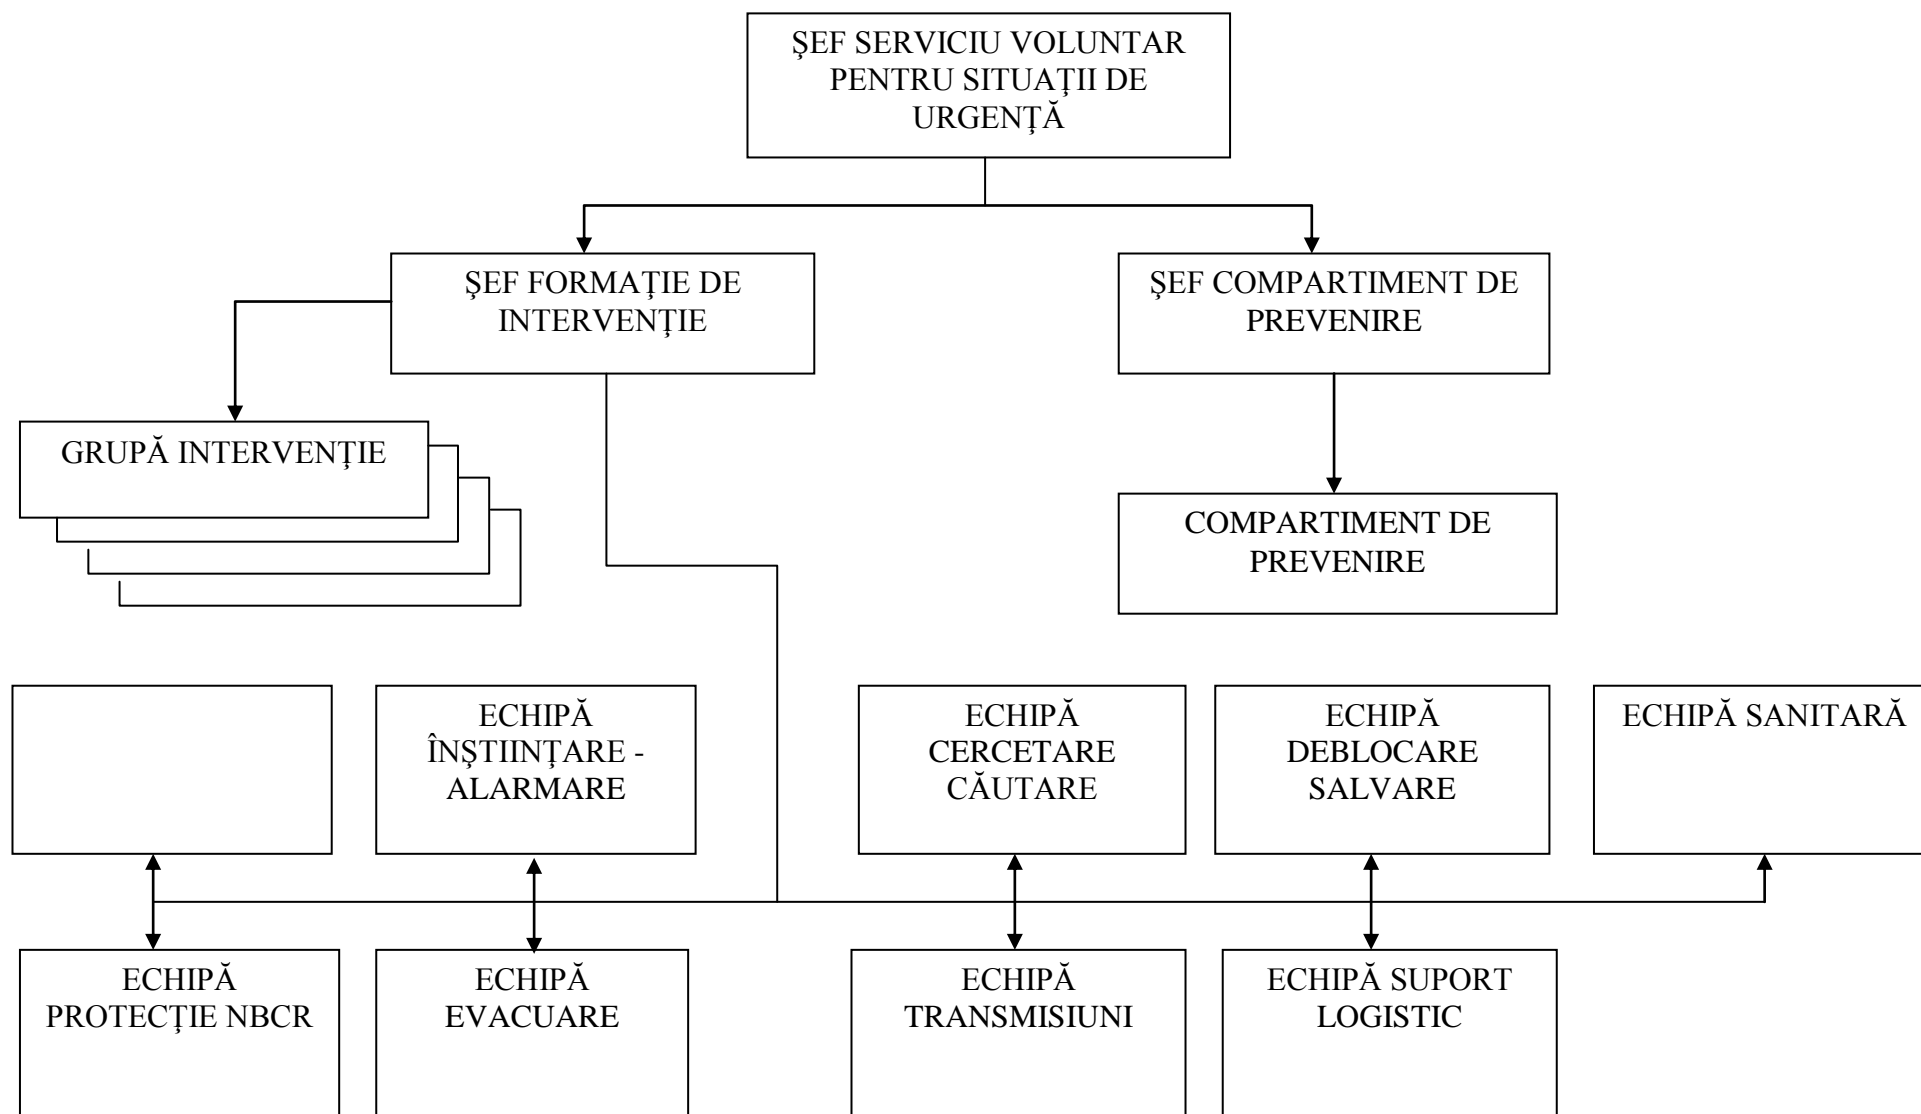 ŞEF SERVICIU VOLUNTAR
PENTRU SITUAŢII DE
URGENŢĂ
ŞEF FORMAŢIE DE
INTERVENŢIE
ŞEF COMPARTIMENT DE
PREVENIRE
GRUPĂ INTERVENŢIE
COMPARTIMENT DE
PREVENIRE
ECHIPĂ
ÎNŞTIINŢARE -
ALARMARE
ECHIPĂ
CERCETARE
CĂUTARE
ECHIPĂ
DEBLOCARE
SALVARE
ECHIPĂ SANITARĂ
ECHIPĂ
PROTECŢIE NBCR
ECHIPĂ
EVACUARE
ECHIPĂ
TRANSMISIUNI
ECHIPĂ SUPORT
LOGISTIC